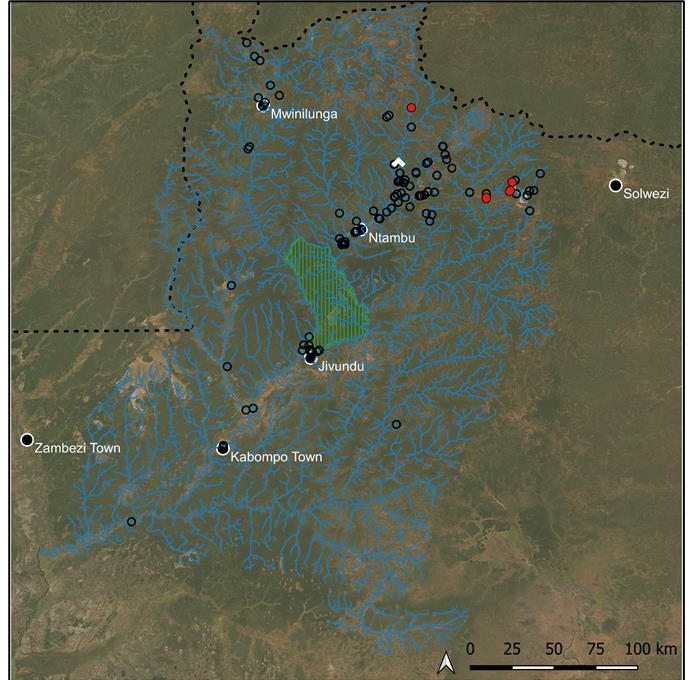 Mwinilunga
Solwezi
Ntambu
Jivundu
Zambezi Town
Kabompo Town
0 25 50 75 100 km